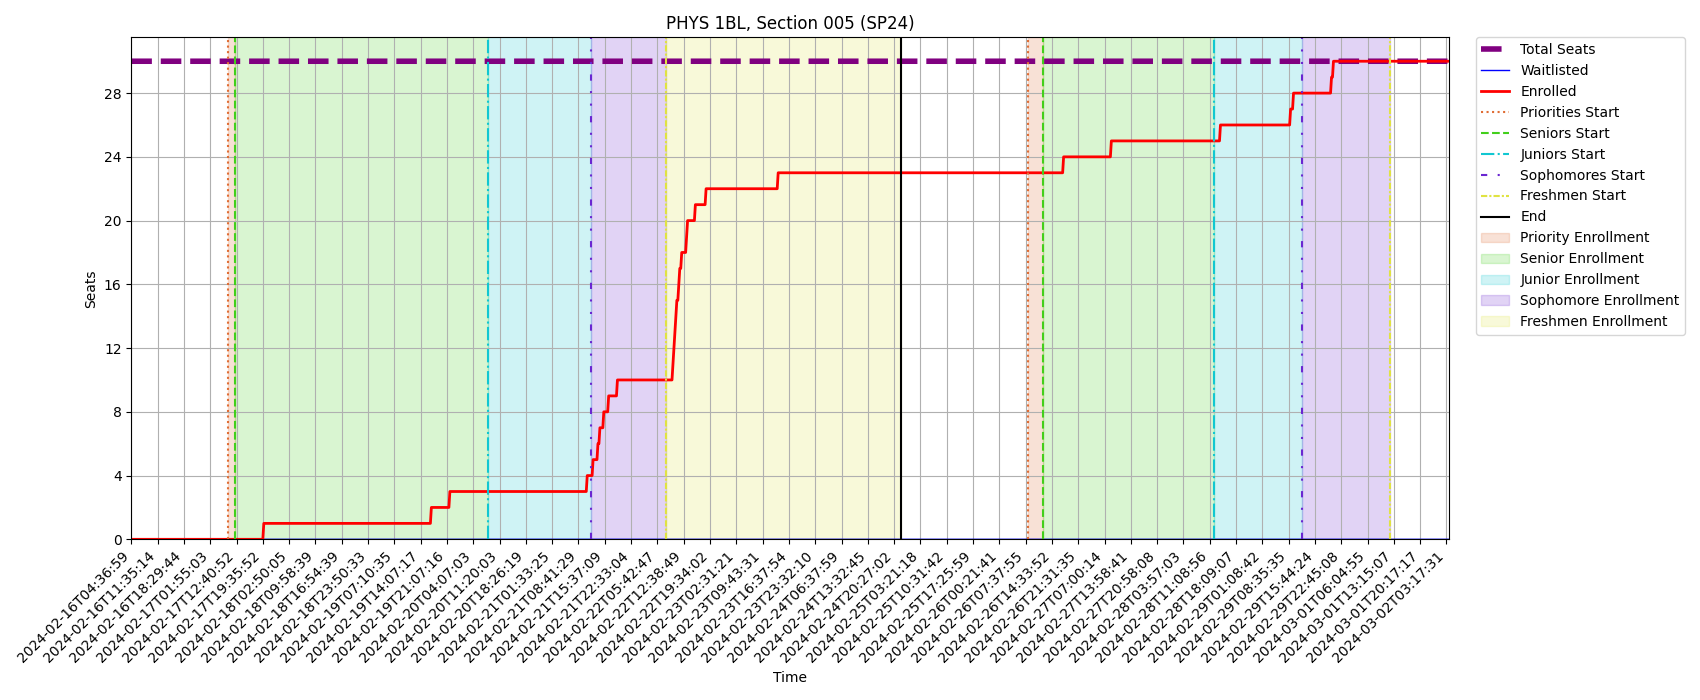 PHYS 1BL, Section 005 (SP24)
Seats
28
24
20
16
12
8
4
0
2024-02-16T04:36:59
2024-02-16T11:35:14
2024-02-16T18:29:44
2024-02-17T01:55:03
2024-02-17T12:40:52
2024-02-17T19:35:52
2024-02-18T02:50:05
2024-02-18T09:58:39
2024-02-18T16:54:39
2024-02-18T23:50:33
2024-02-19T07:10:35
2024-02-19T14:07:17
2024-02-19T21:07:16
2024-02-20T04:07:03
2024-02-20T11:20:03
2024-02-20T18:26:19
2024-02-21T01:33:25
2024-02-21T08:41:29
2024-02-21T15:37:09
2024-02-21T22:33:04
2024-02-22T05:42:47
2024-02-22T12:38:49
2024-02-22T19:34:02
2024-02-23T02:31:21
2024-02-23T09:43:31
2024-02-23T16:37:54
2024-02-23T23:32:10
2024-02-24T06:37:59
2024-02-24T13:32:45
2024-02-24T20:27:02
2024-02-25T03:21:18
2024-02-25T10:31:42
2024-02-25T17:25:59
2024-02-26T00:21:41
2024-02-26T07:37:55
2024-02-26T14:33:52
2024-02-26T21:31:35
2024-02-27T07:00:14
2024-02-27T13:58:41
2024-02-27T20:58:08
2024-02-28T03:57:03
2024-02-28T11:08:56
2024-02-28T18:09:07
2024-02-29T01:08:42
2024-02-29T08:35:35
2024-02-29T15:44:24
2024-02-29T22:45:08
2024-03-01T06:04:55
2024-03-01T13:15:07
2024-03-01T20:17:17
2024-03-02T03:17:31
Time
Total Seats
Waitlisted
Enrolled
Priorities Start
Seniors Start
Juniors Start
Sophomores Start
Freshmen Start
End
Priority Enrollment
Senior Enrollment
Junior Enrollment
Sophomore Enrollment
Freshmen Enrollment